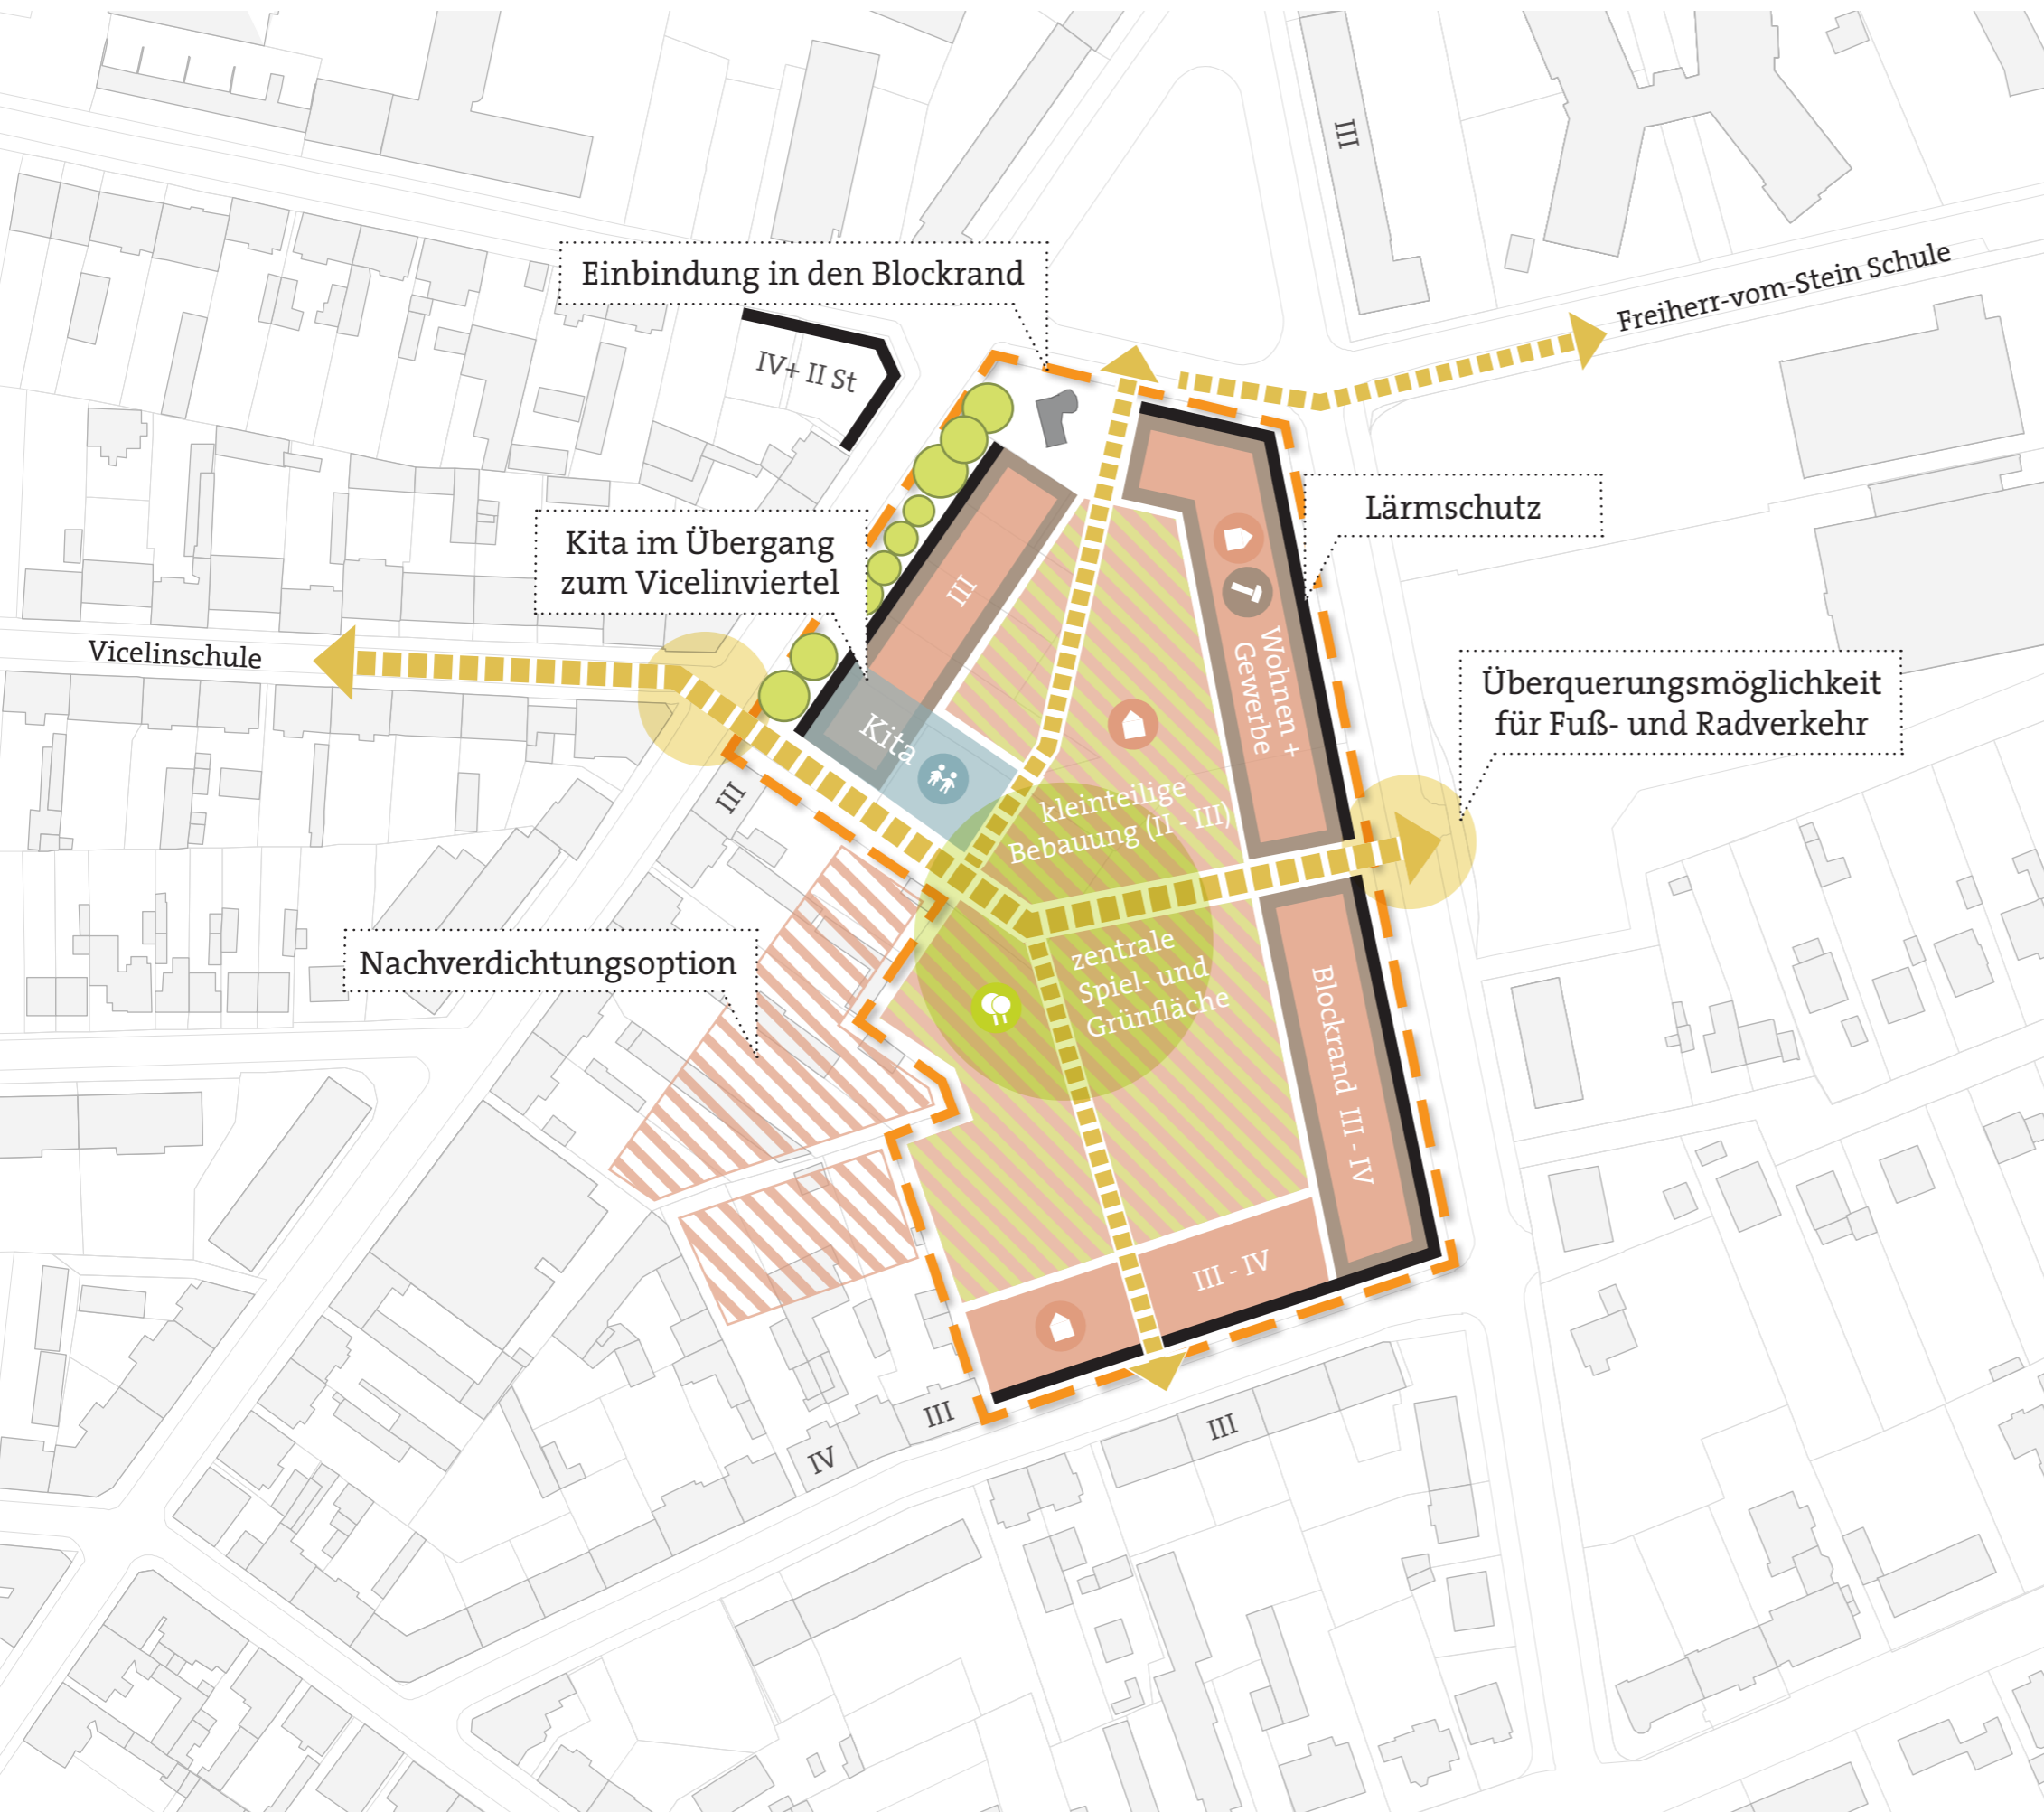 III
Einbindung in den Blockrand
Freiherr-vom-Stein Schule
IV+ II St
Lärmschutz
Kita im Übergang
zum Vicelinviertel
III
Vicelinschule
Wohnen +
Gewerbe
Überquerungsmöglichkeit
für Fuß- und Radverkehr
Kita
III
kleinteilige
Bebauung (II - III)
Nachverdichtungsoption
zentrale
Spiel- und
Grünfläche
Blockrand III - IV
III - IV
III
IV
III